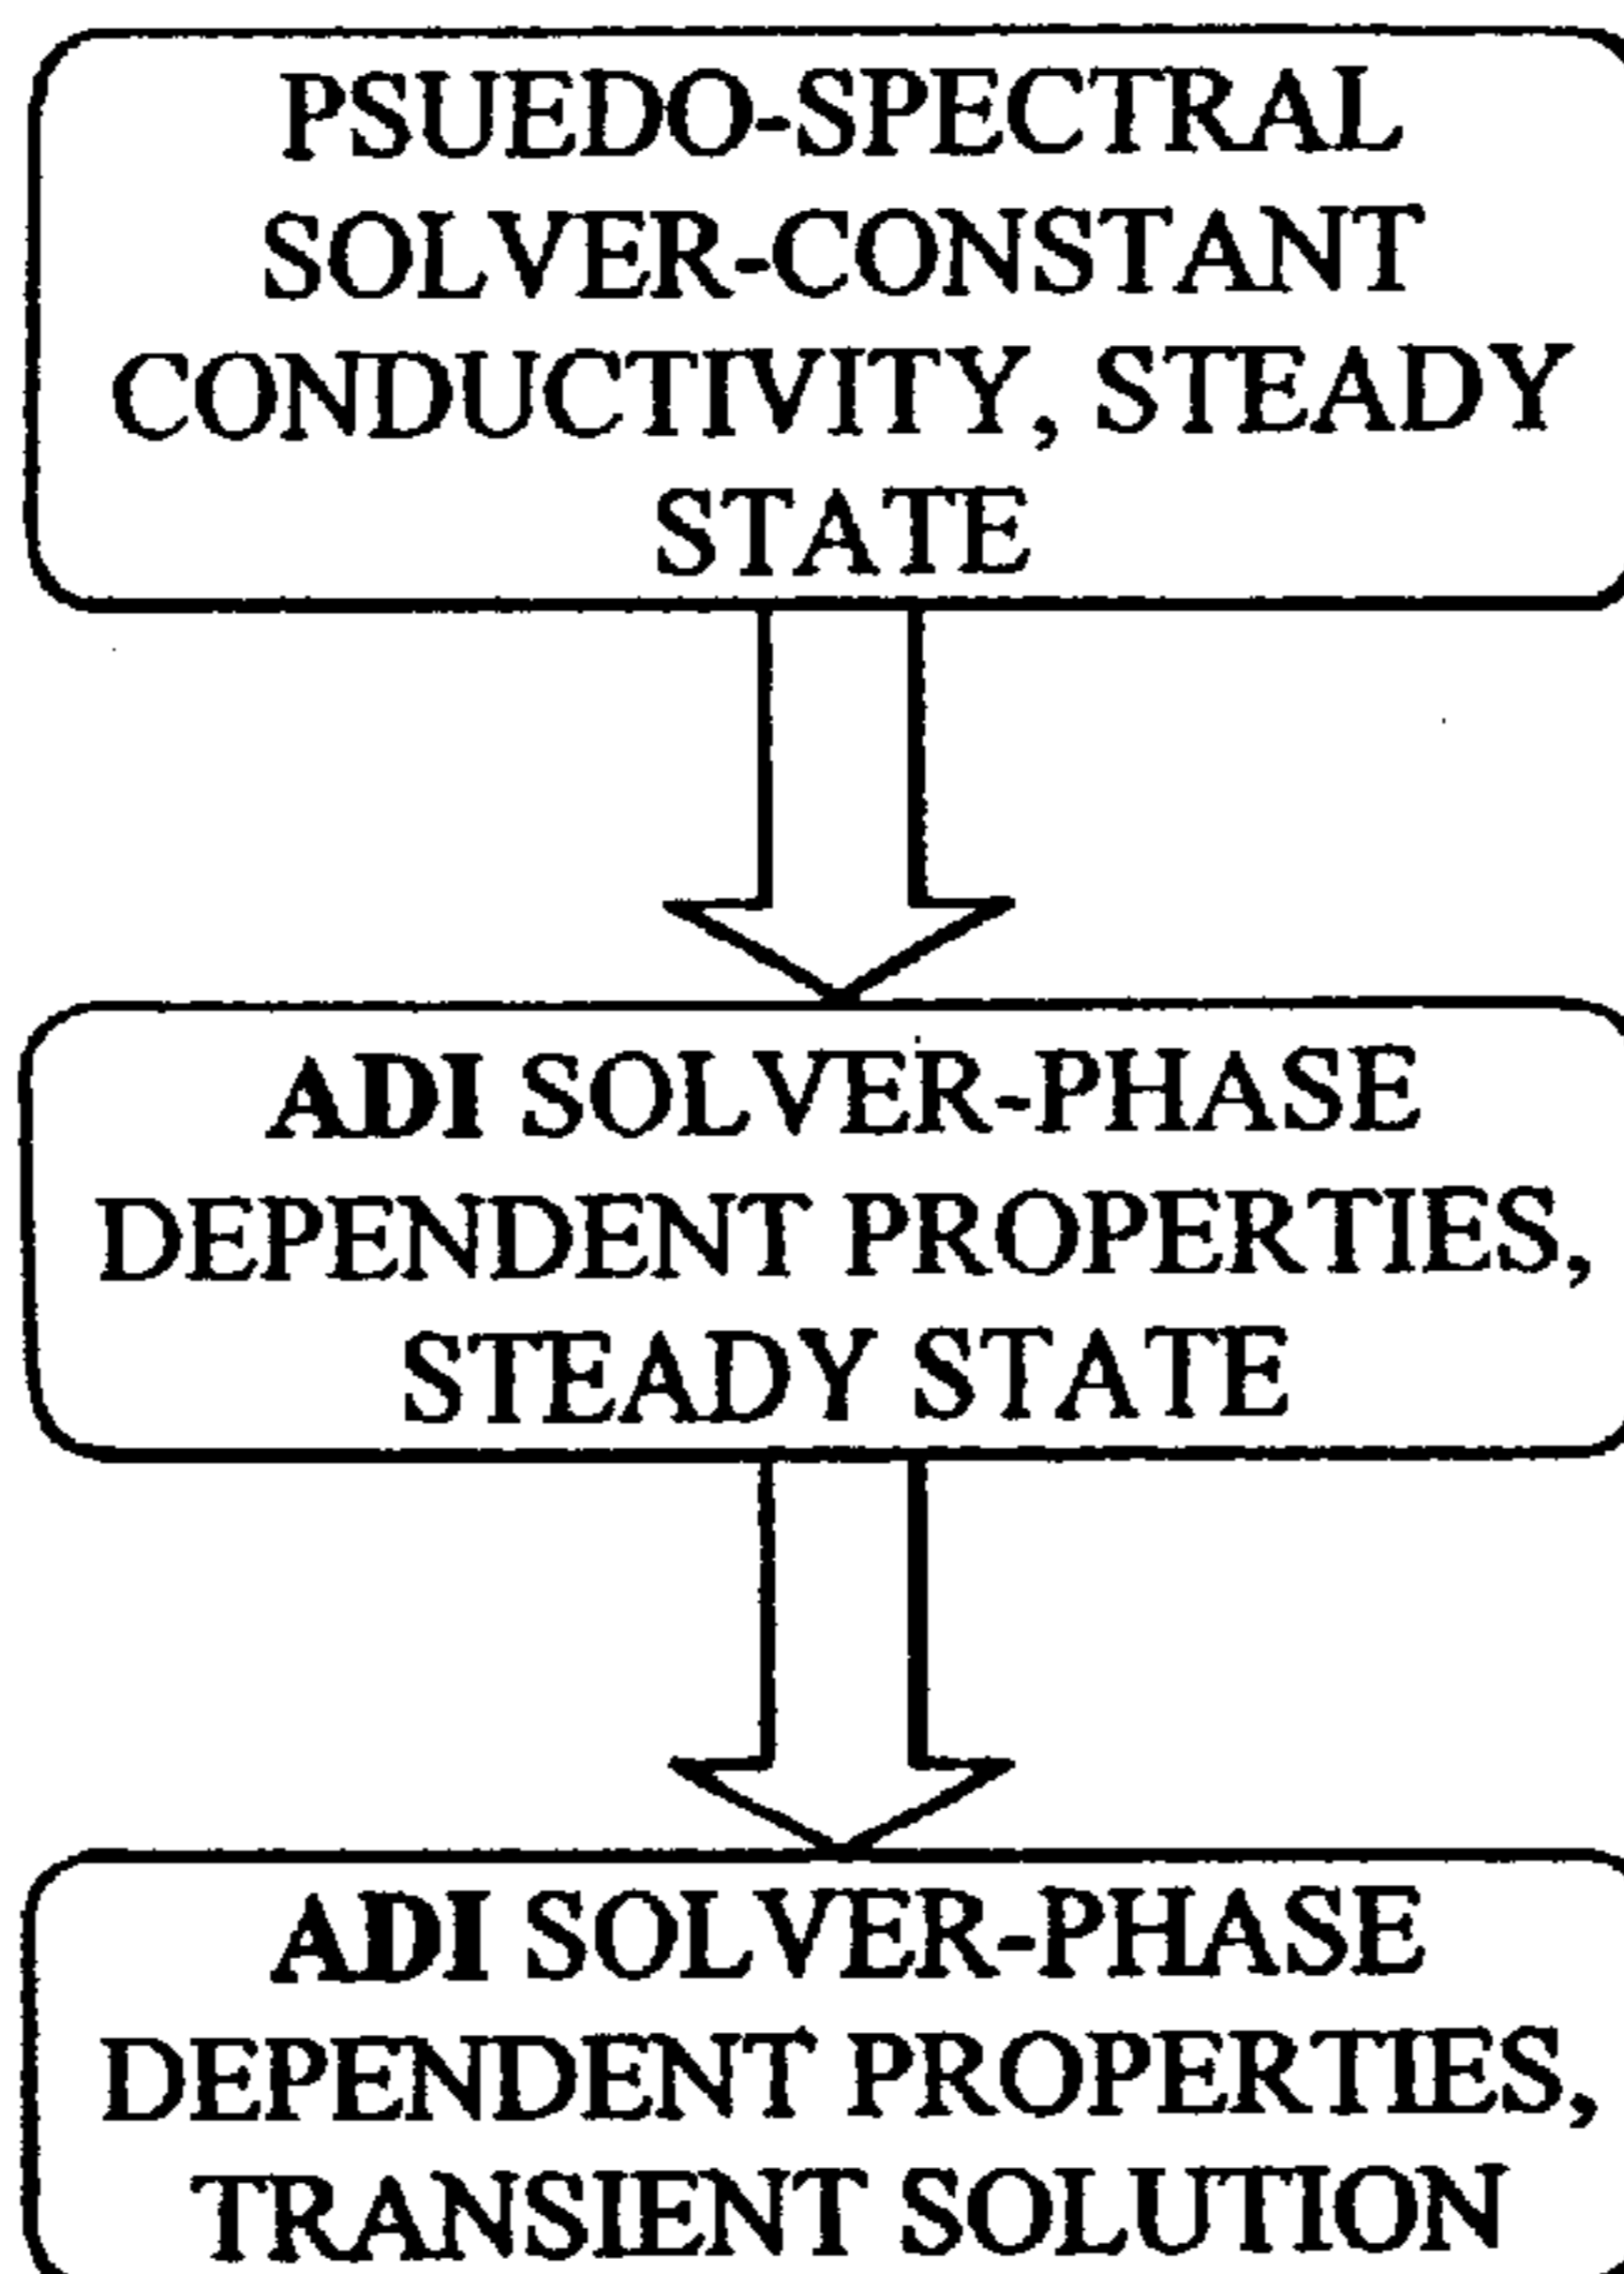 PSUEDO-SPECTRAL
SOLVER-CONSTANT
CONDUCTIVITY, STEADY
STATE
ADI SOLVER-PHASE
DEPENDENT PROPERTIES,
STEADY STATE
ADI SOLVER-PHASE
DEPENDENT PROPERTIES,
TRANSIENT SOLUTION